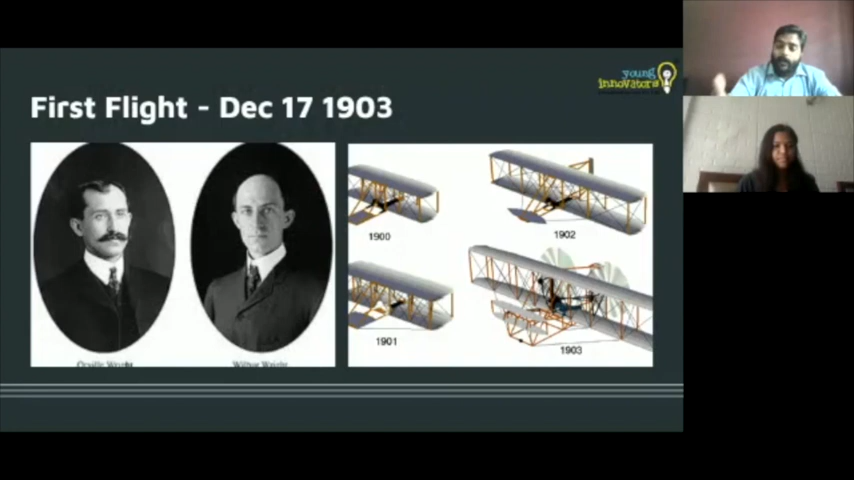 young
innovators
First Flight - Dec 17 1903
1900
1902
1901
1903
Orville Wright
Wilbur Wright